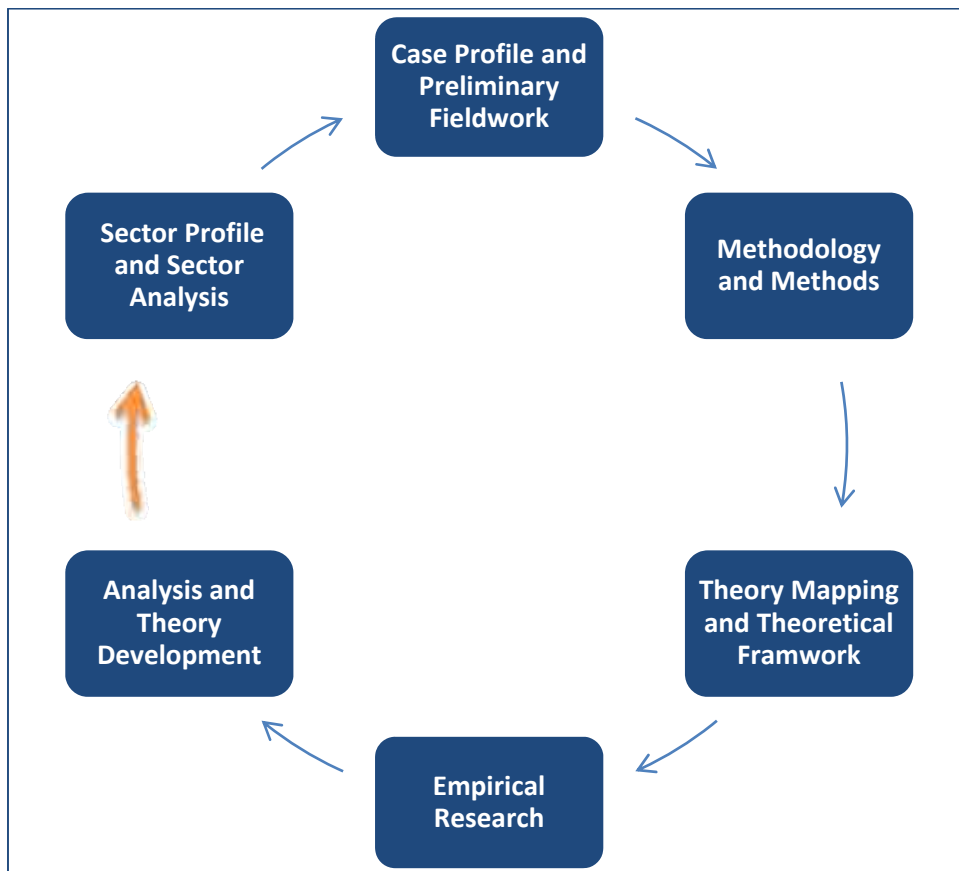 Case Profile and
Preliminary
Fieldwork
Methodology
and Methods
Theory Mapping
and Theoretical
Framwork
Empirical
Research
Analysis and
Theory
Development
Sector Profile
and Sector
Analysis